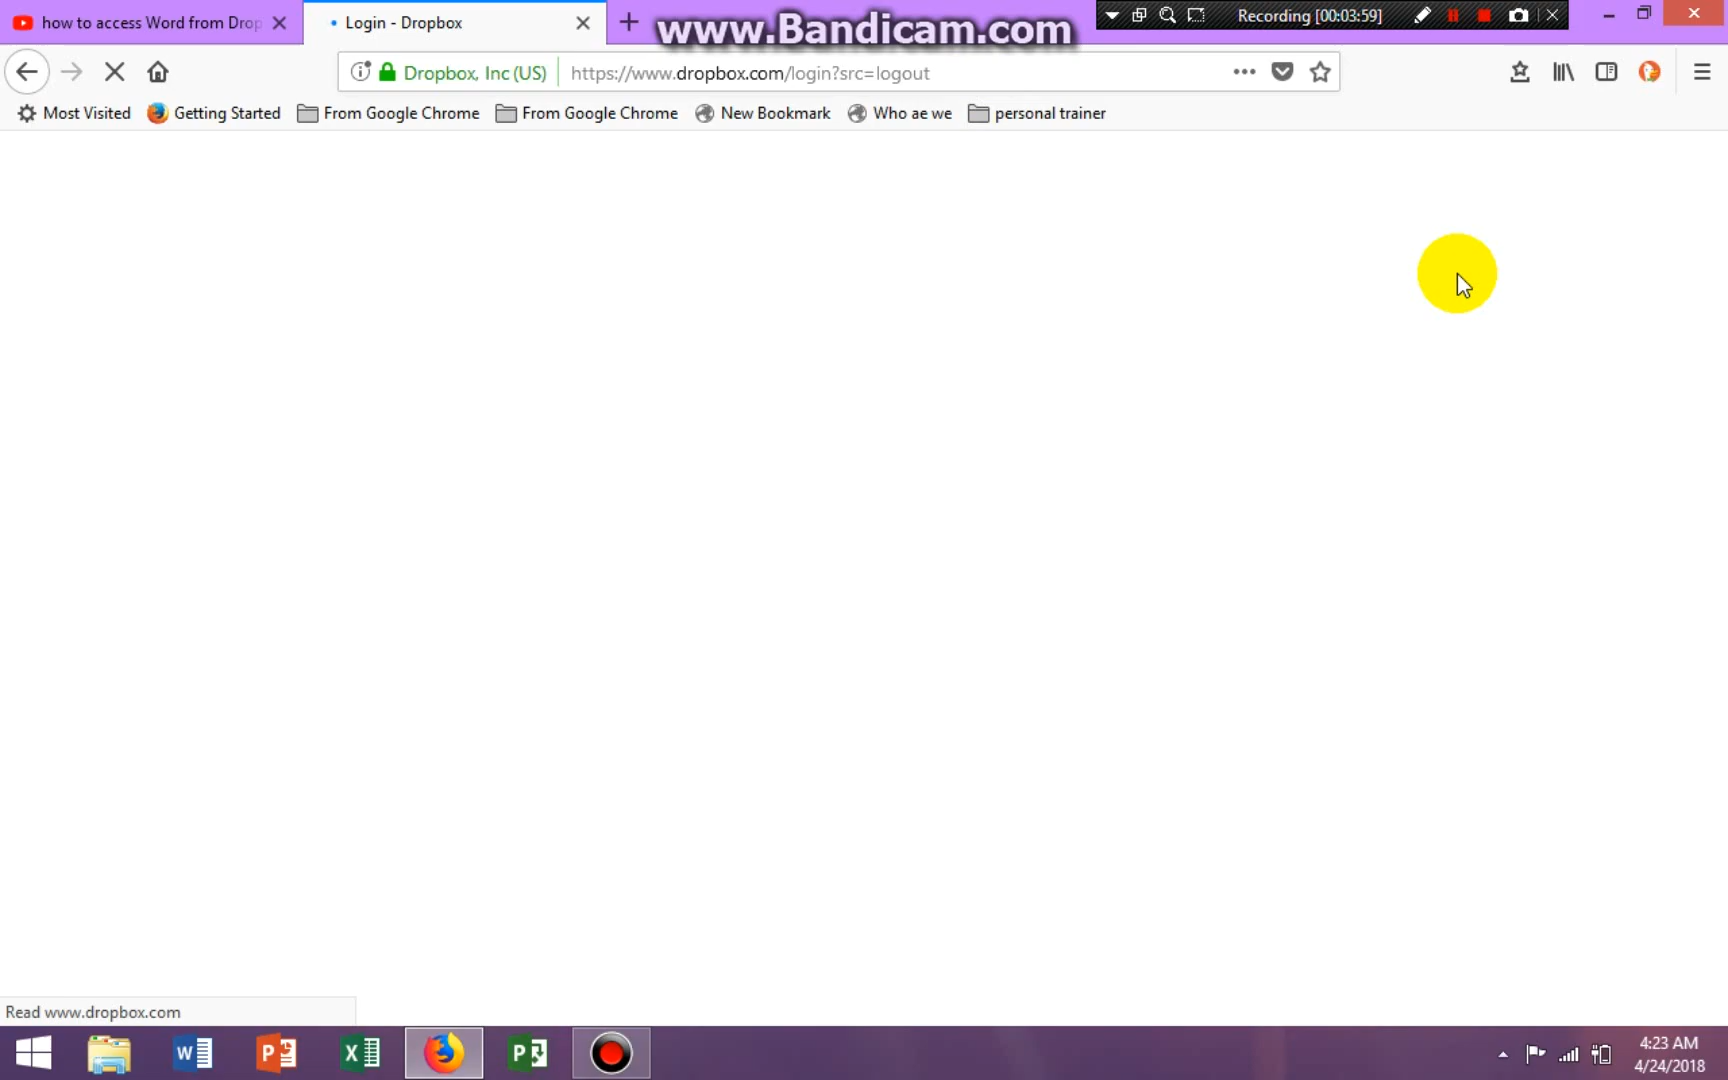 how to access Word from Drop
Login - Dropbox
www.Bandicam.com
Recording [00:03:59]
Dropbox, Inc (US)
https://www.dropbox.com/login?src=logout
Most Visited
Getting Started
From Google Chrome
From Google Chrome
New Bookmark
Who ae we
personal trainer
Read www.dropbox.com
4:23 AM
4/24/2018